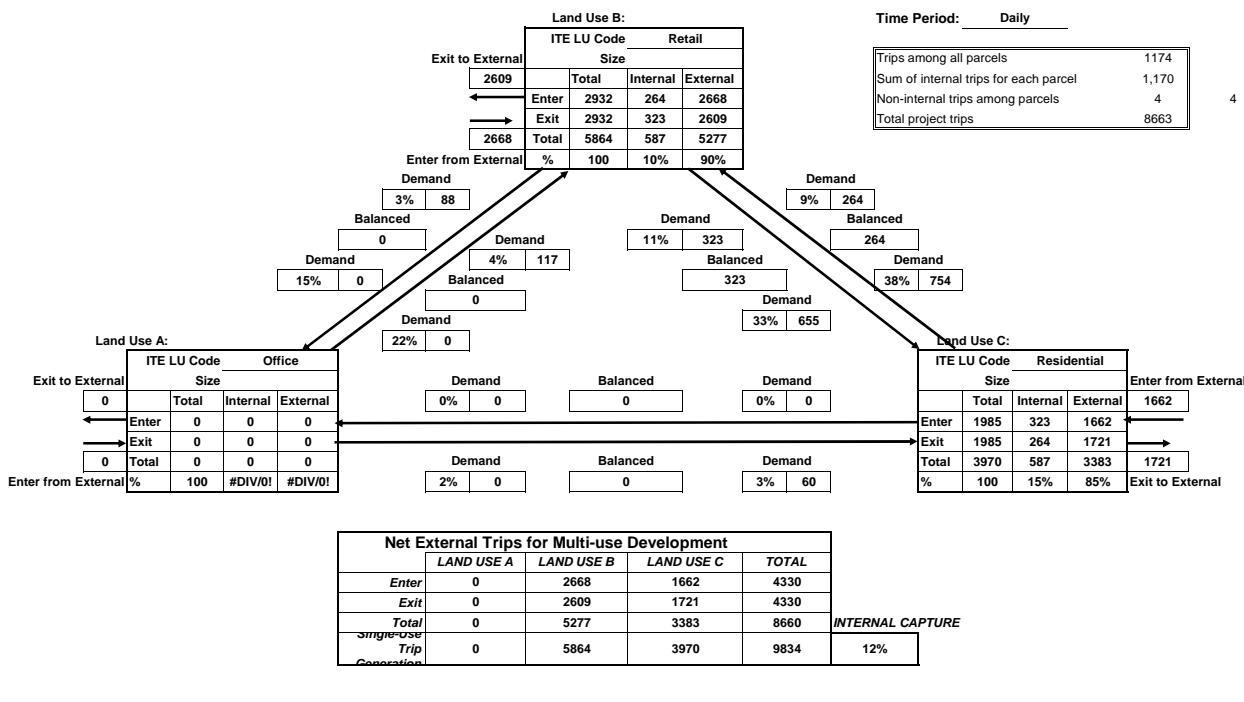 Land Use B:
Time Period: Daily
ITE LU Code Retail
Exit to External Size
Trips among all parcels 1174
2609 Total Internal External
Sum of internal trips for each parcel 1,170
Enter 2932 264 2668
Non-internal trips among parcels 4 4
Exit 2932 323 2609
Total project trips 8663
2668 Total 5864 587 5277
Enter from External % 100 10% 90%
Demand Demand
3% 88 9% 264
Balanced Demand Balanced
0 Demand 11% 323 264
Demand 4% 117 Balanced Demand
15% 0 Balanced 323 38% 754
0 Demand
Demand 33% 655
22% 0
Land Use A: Land Use C:
ITE LU Code Office ITE LU Code Residential
Exit to External Size Demand Balanced Demand Size Enter from External
0 Total Internal External 0% 0 0 0% 0 Total Internal External 1662
Enter 0 0 0 Enter 1985 323 1662
Exit 0 0 0 Exit 1985 264 1721
0 Total 0 0 0 Demand Balanced Demand Total 3970 587 3383 1721
Enter from External % 100 #DIV/0! #DIV/0! 2% 0 0 3% 60 % 100 15% 85% Exit to External
Net External Trips for Multi-use Development
LAND USE A LAND USE B LAND USE C TOTAL
Enter 0 2668 1662 4330
Exit 0 2609 1721 4330
Total 0 5277 3383 8660 INTERNAL CAPTURE
Single-Use
Trip 0 5864 3970 9834 12%
Generation